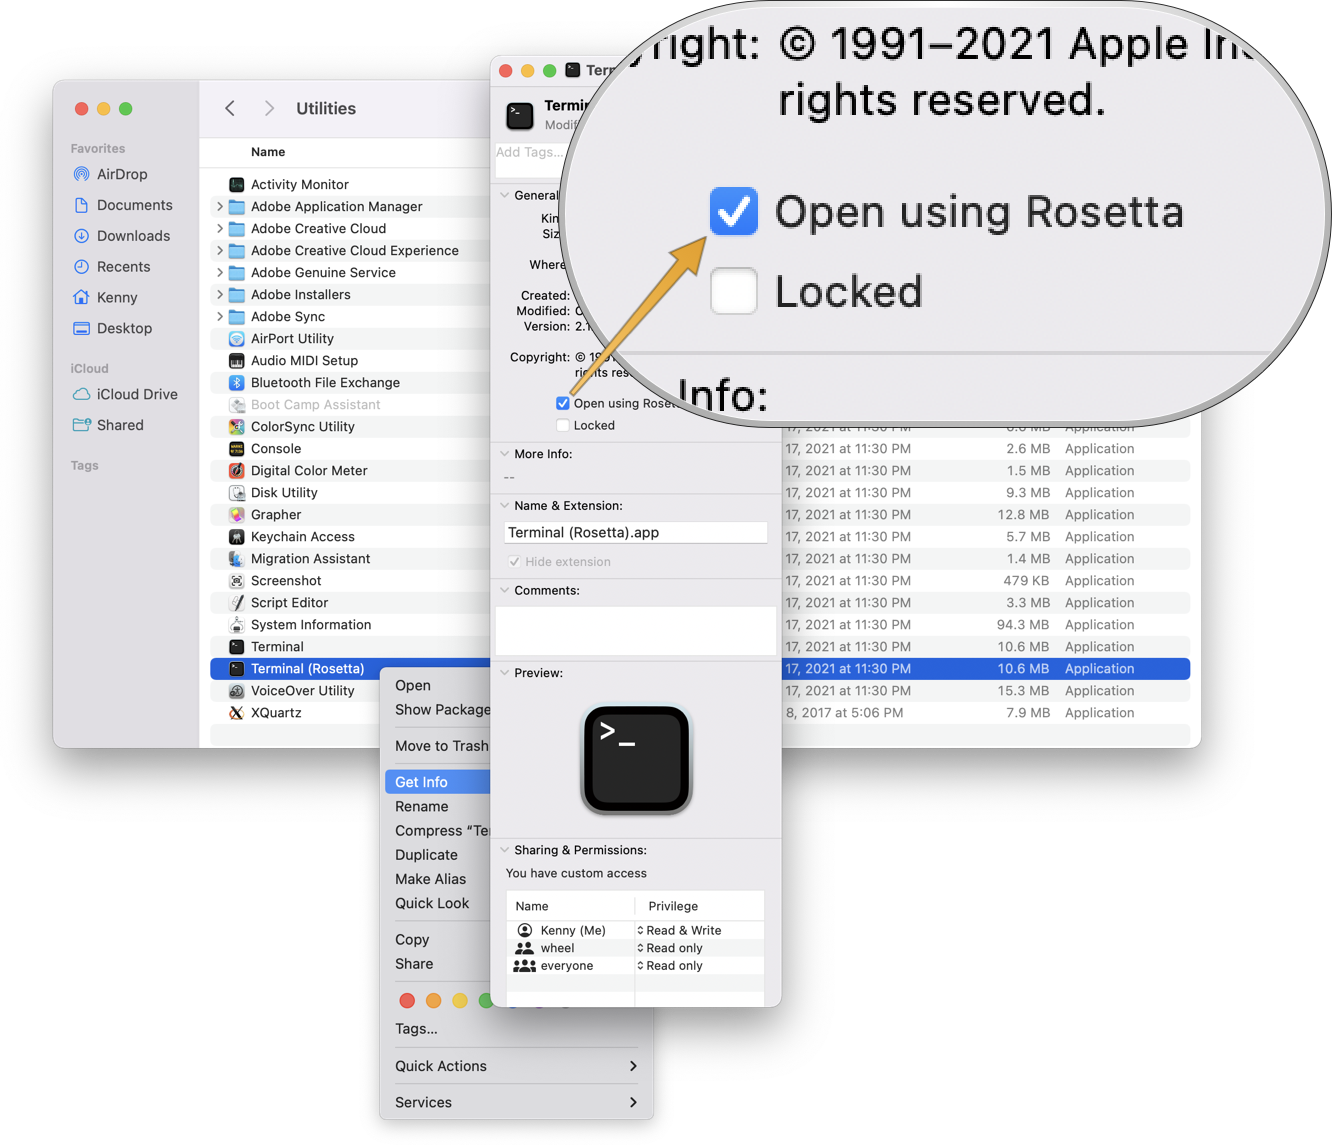 Utilities
Favorites
AirDrop
Documents
Downloads
Recents
Kenny
Desktop
iCloud
iCloud Drive
Shared
Tags
Name
Activity Monitor
Adobe Application Manager
Adobe Creative Cloud
Adobe Creative Cloud Experience
Adobe Genuine Service
Adobe Installers
Adobe Sync
AirPort Utility
Audio MIDI Setup
Bluetooth File Exchange
Boot Camp Assistant
ColorSync Utility Application
Console 17, 2021 at 11:30 PM 2.6 MB Application
Digital Color Meter 17, 2021 at 11:30 PM 1.5 MB Application
Disk Utility 17, 2021 at 11:30 PM 9.3 MB Application
Grapher 17, 2021 at 11:30 PM 12.8 MB Application
Keychain Access 17, 2021 at 11:30 PM 5.7 MB Application
Migration Assistant 17, 2021 at 11:30 PM 1.4 MB Application
Screenshot 17, 2021 at 11:30 PM 479 KB Application
Script Editor 17, 2021 at 11:30 PM 3.3 MB Application
System Information 17, 2021 at 11:30 PM 94.3 MB Application
Terminal 17, 2021 at 11:30 PM 10.6 MB Application
Terminal (Rosetta) 17, 2021 at 11:30 PM 10.6 MB Application
VoiceOver Utility 17, 2021 at 11:30 PM 15.3 MB Application
XQuartz 8, 2017 at 5:06 PM 7.9 MB Application
Open
Show Package
Move to Trash
Get Info
Rename
Compress “Te
Duplicate
Make Alias
Quick Look
Copy
Share
Tags...
Quick Actions
Services
Add Tags...
General
Where
Created:
Modified:
Version: 2.1
Copyright: © 199
rights res
Open using Rose
Locked
More Info:
--
Name & Extension:
Terminal (Rosetta).app
Hide extension
Comments:
Preview:
>_
Sharing & Permissions:
You have custom access
Name Privilege
Kenny (Me) Read & Write
wheel Read only
everyone Read only
right: © 1991–2021 Apple Inc
rights reserved.
Open using Rosetta
Locked
Info: